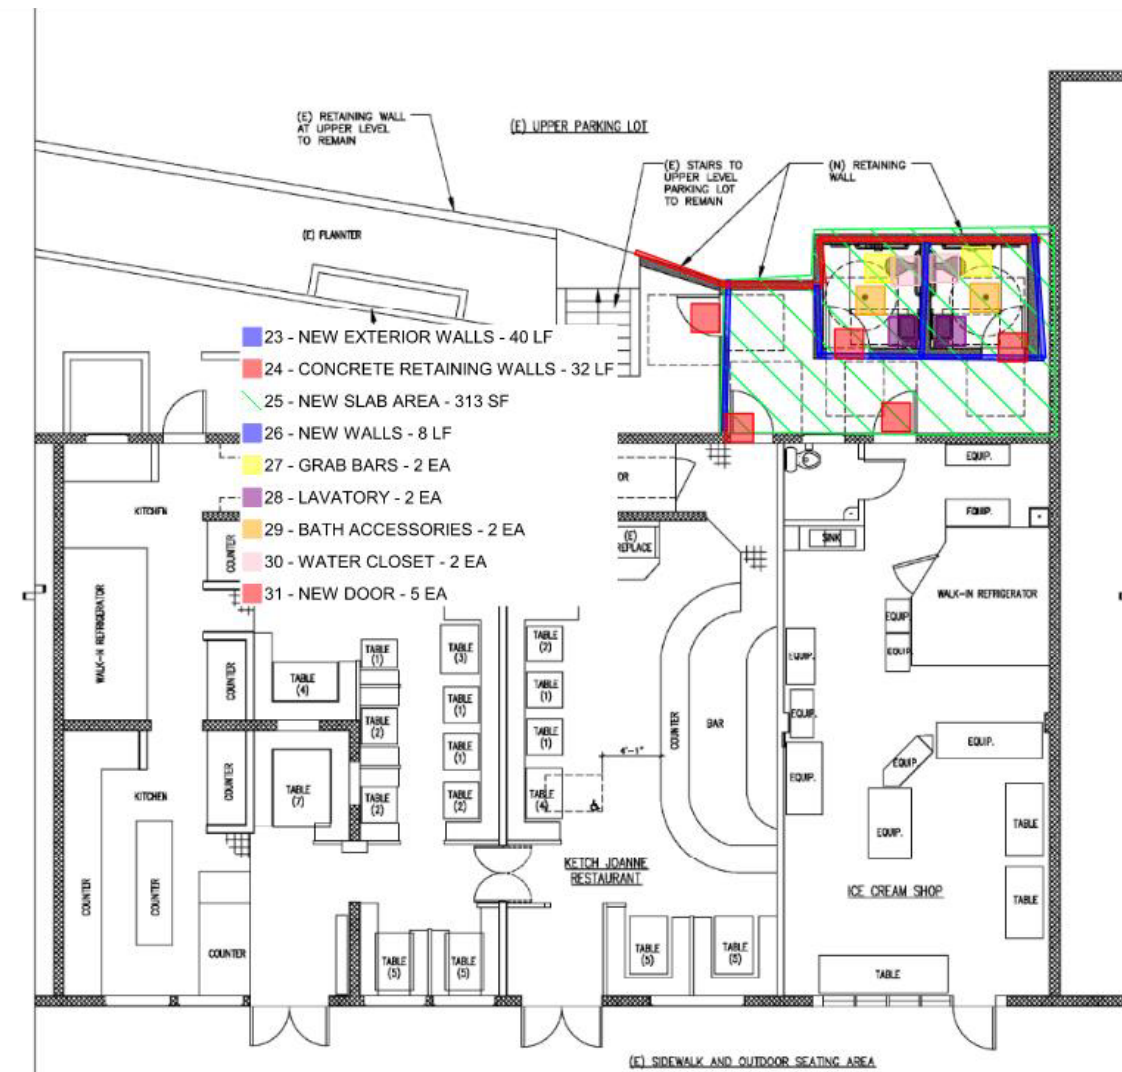 (E) RETAINING WALL
AT UPPER LEVEL
TO REMAIN
(E) UPPER PARKING LOT
(E) STAIRS TO
UPPER LEVEL
PARKING LOT
TO REMAIN
(N) RETAINING
WALL
(E) PLANNTER
23 - NEW EXTERIOR WALLS - 40 LF
24 - CONCRETE RETAINING WALLS - 32 LF
25 - NEW SLAB AREA - 313 SF
26 - NEW WALLS - 8 LF
27 - GRAB BARS - 2 EA
28 - LAVATORY - 2 EA
29 - BATH ACCESSORIES - 2 EA
30 - WATER CLOSET - 2 EA
31 - NEW DOOR - 5 EA
KITCHEN
COUNTER
WALK-IN REFRIGERATOR
COUNTER
TABLE
(4)
TABLE
(1)
TABLE
(2)
TABLE
(2)
TABLE
(3)
TABLE
(1)
TABLE
(1)
TABLE
(2)
TABLE
(2)
TABLE
(1)
TABLE
(1)
TABLE
(4)
4'-1"
OR
(E)
REPLACE
COUNTER
BAR
SINK
EQUIP.
EQUIP.
WALK-IN REFRIGERATOR
EQUIP.
EQUIP.
EQUIP.
EQUIP.
EQUIP.
EQUIP.
EQUIP.
EQUIP.
TABLE
TABLE
ICE CREAM SHOP
TABLE
KITCHEN
COUNTER
COUNTER
COUNTER
COUNTER
TABLE
(7)
KETCH JOANNE
RESTAURANT
TABLE
(5)
TABLE
(5)
TABLE
(5)
TABLE
(5)
(E) SIDEWALK AND OUTDOOR SEATING AREA